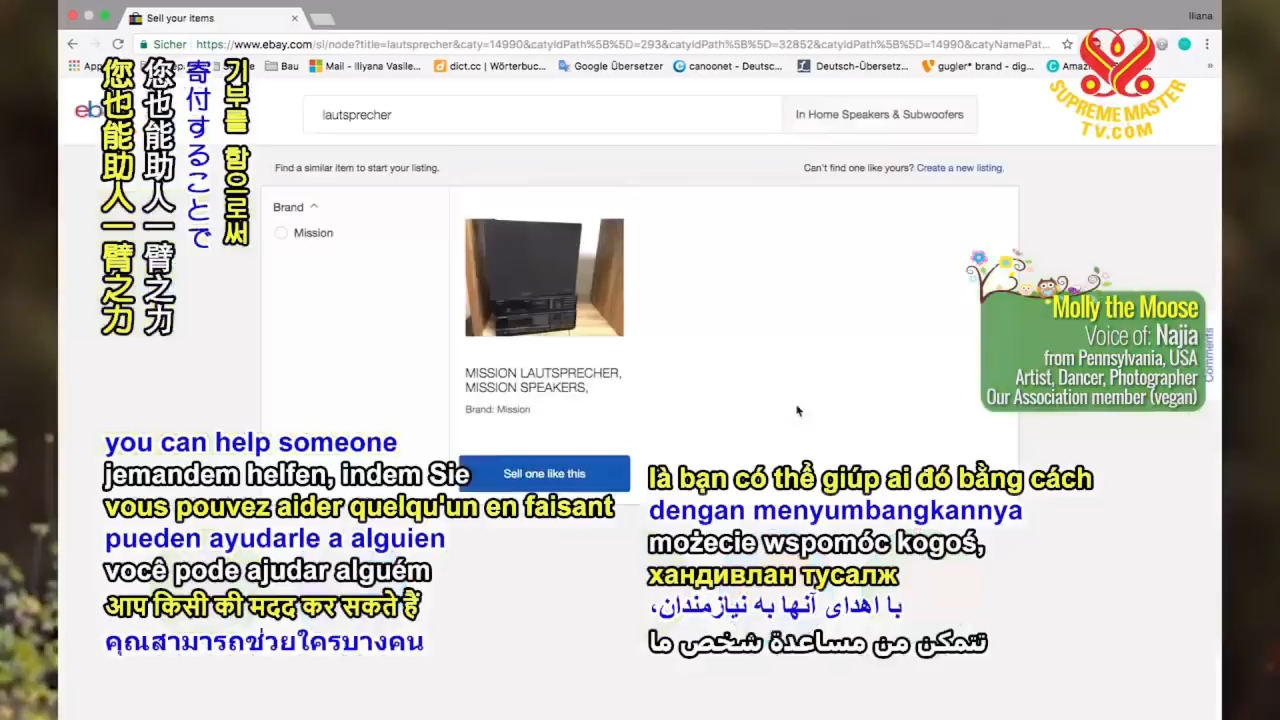 Sell your items
Iliana
Sicher
https://www.ebay.com/sl/node?title=lautsprecher&caty=14990&catyIdPath%5B%5D=293&catyIdPath%5B%5D=32852&catyIdPath%5B%5D=14990&catyNamePat...
Bau
Mail - Iliyana Vasile...
dict.cc | Wörterbuc...
Google Übersetzer
canoonet - Deutsc...
Deutsch-Übersetz...
gugler* brand - dig...
SUPREME MASTER
TV.COM
lautsprecher
In Home Speakers & Subwoofers
Find a similar item to start your listing.
Can't find one like yours? Create a new listing.
Brand
Mission
MISSION LAUTSPRECHER,
MISSION SPEAKERS,
Brand: Mission
Sell one like this
Comments
Molly the Moose
Voice of: Najia
from Pennsylvania, USA
Artist, Dancer, Photographer
Our Association member (vegan)
您也能助人一臂之力
您也能助人一臂之力
寄付することで
기부를 함으로써
you can help someone
jemandem helfen, indem Sie
vous pouvez aider quelqu'un en faisant
pueden ayudarle a alguien
você pode ajudar alguém
आप किसी की मदद कर सकते हैं
คุณสามารถช่วยใครบางคน
là bạn có thể giúp ai đó bằng cách
dengan menyumbangkannya
możecie wspomóc kogoś,
хандивлан тусалж
با اهدای آنها به نیازمندان،
تتمكن من مساعدة شخص ما